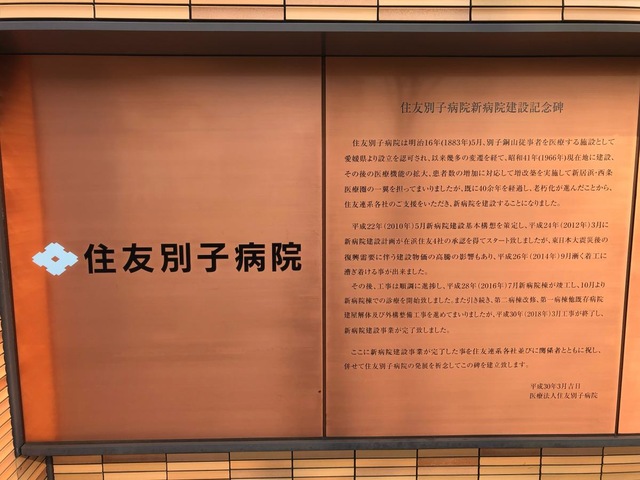 住友別子病院
住友別子病院新病院建設記念碑
住友別子病院は明治16年(1883年)5月、別子銅山従事者を医療する施設として
愛媛県より設立を認可され、以来幾多の変遷を経て、昭和41年(1966年)現在地に建設、
その後の医療機能の拡大、患者数の増加に対応して増改築を実施して新居浜・西条
医療圏の一翼を担ってまいりましたが、既に40余年を経過し、老朽化が進んだことから、
住友連系各社のご支援をいただき、新病院を建設することになりました。
平成22年(2010年)5月新病院建設基本構想を策定し、平成24年(2012年)3月に
新病院建設計画が在浜住友4社の承認を得てスタート致しましたが、東日本大震災後の
復興需要に伴う建設物価の高騰の影響もあり、平成26年(2014年)9月漸く着工に
漕ぎ着ける事が出来ました。
その後、工事は順調に進捗し、平成28年(2016年)7月新病院棟が竣工し、10月より
新病院棟での診療を開始致しました。また引き続き、第二病棟改修、第一病棟他既存病院
建屋解体及び外構整備工事を進めてまいりましたが、平成30年(2018年)3月工事が終了し、
新病院建設事業が完了致しました。
ここに新病院建設事業が完了した事を住友連系各社並びに関係者とともに祝し、
併せて住友別子病院の発展を祈念してこの碑を建立致します。
平成30年3月吉日
医療法人住友別子病院